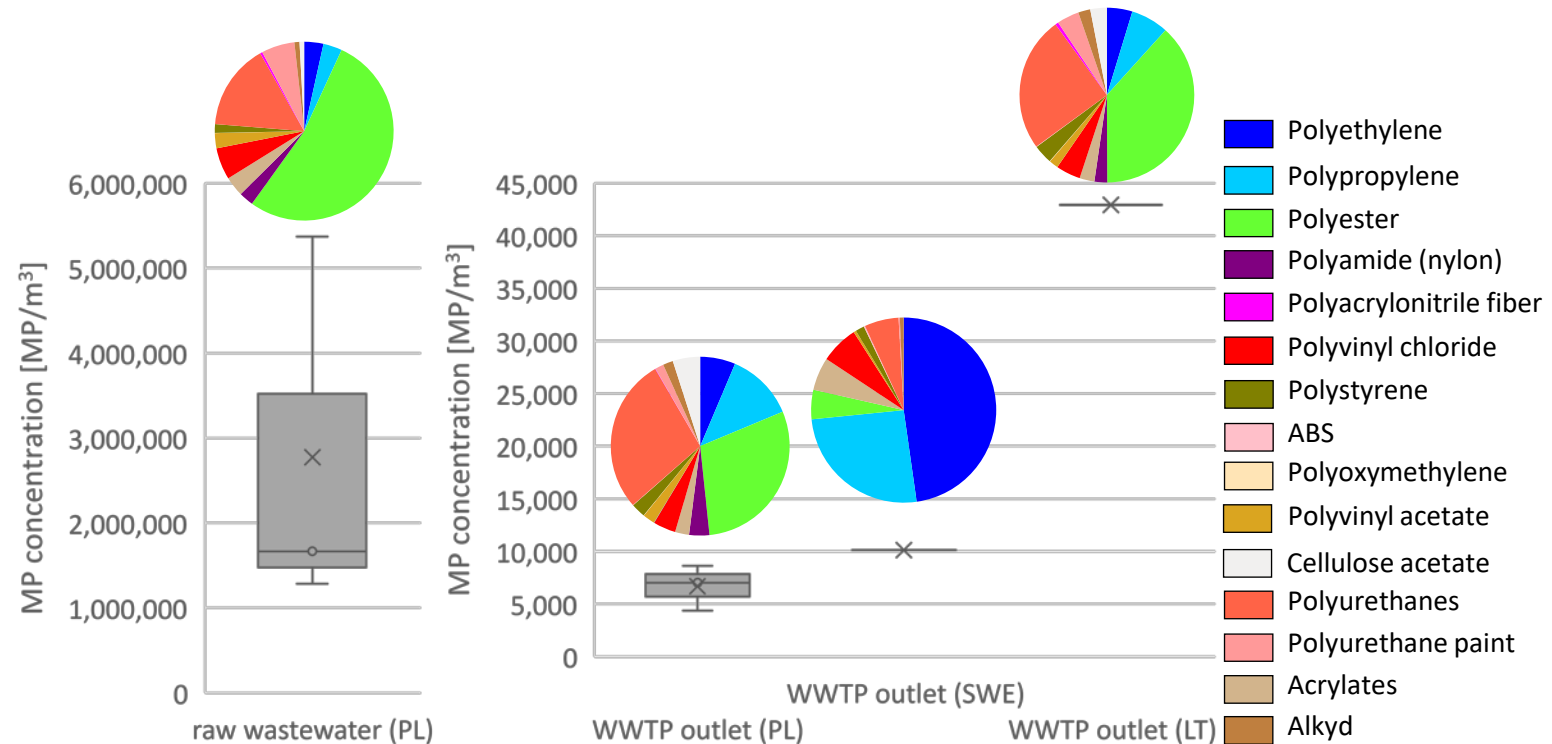 MP concentration [MP/m³]
6,000,000
5,000,000
4,000,000
3,000,000
2,000,000
1,000,000
0
raw wastewater (PL)
MP concentration [MP/m³]
45,000
40,000
35,000
30,000
25,000
20,000
15,000
10,000
5,000
0
WWTP outlet (PL)
WWTP outlet (SWE)
WWTP outlet (LT)
Polyethylene
Polypropylene
Polyester
Polyamide (nylon)
Polyacrylonitrile fiber
Polyvinyl chloride
Polystyrene
ABS
Polyoxymethylene
Polyvinyl acetate
Cellulose acetate
Polyurethanes
Polyurethane paint
Acrylates
Alkyd